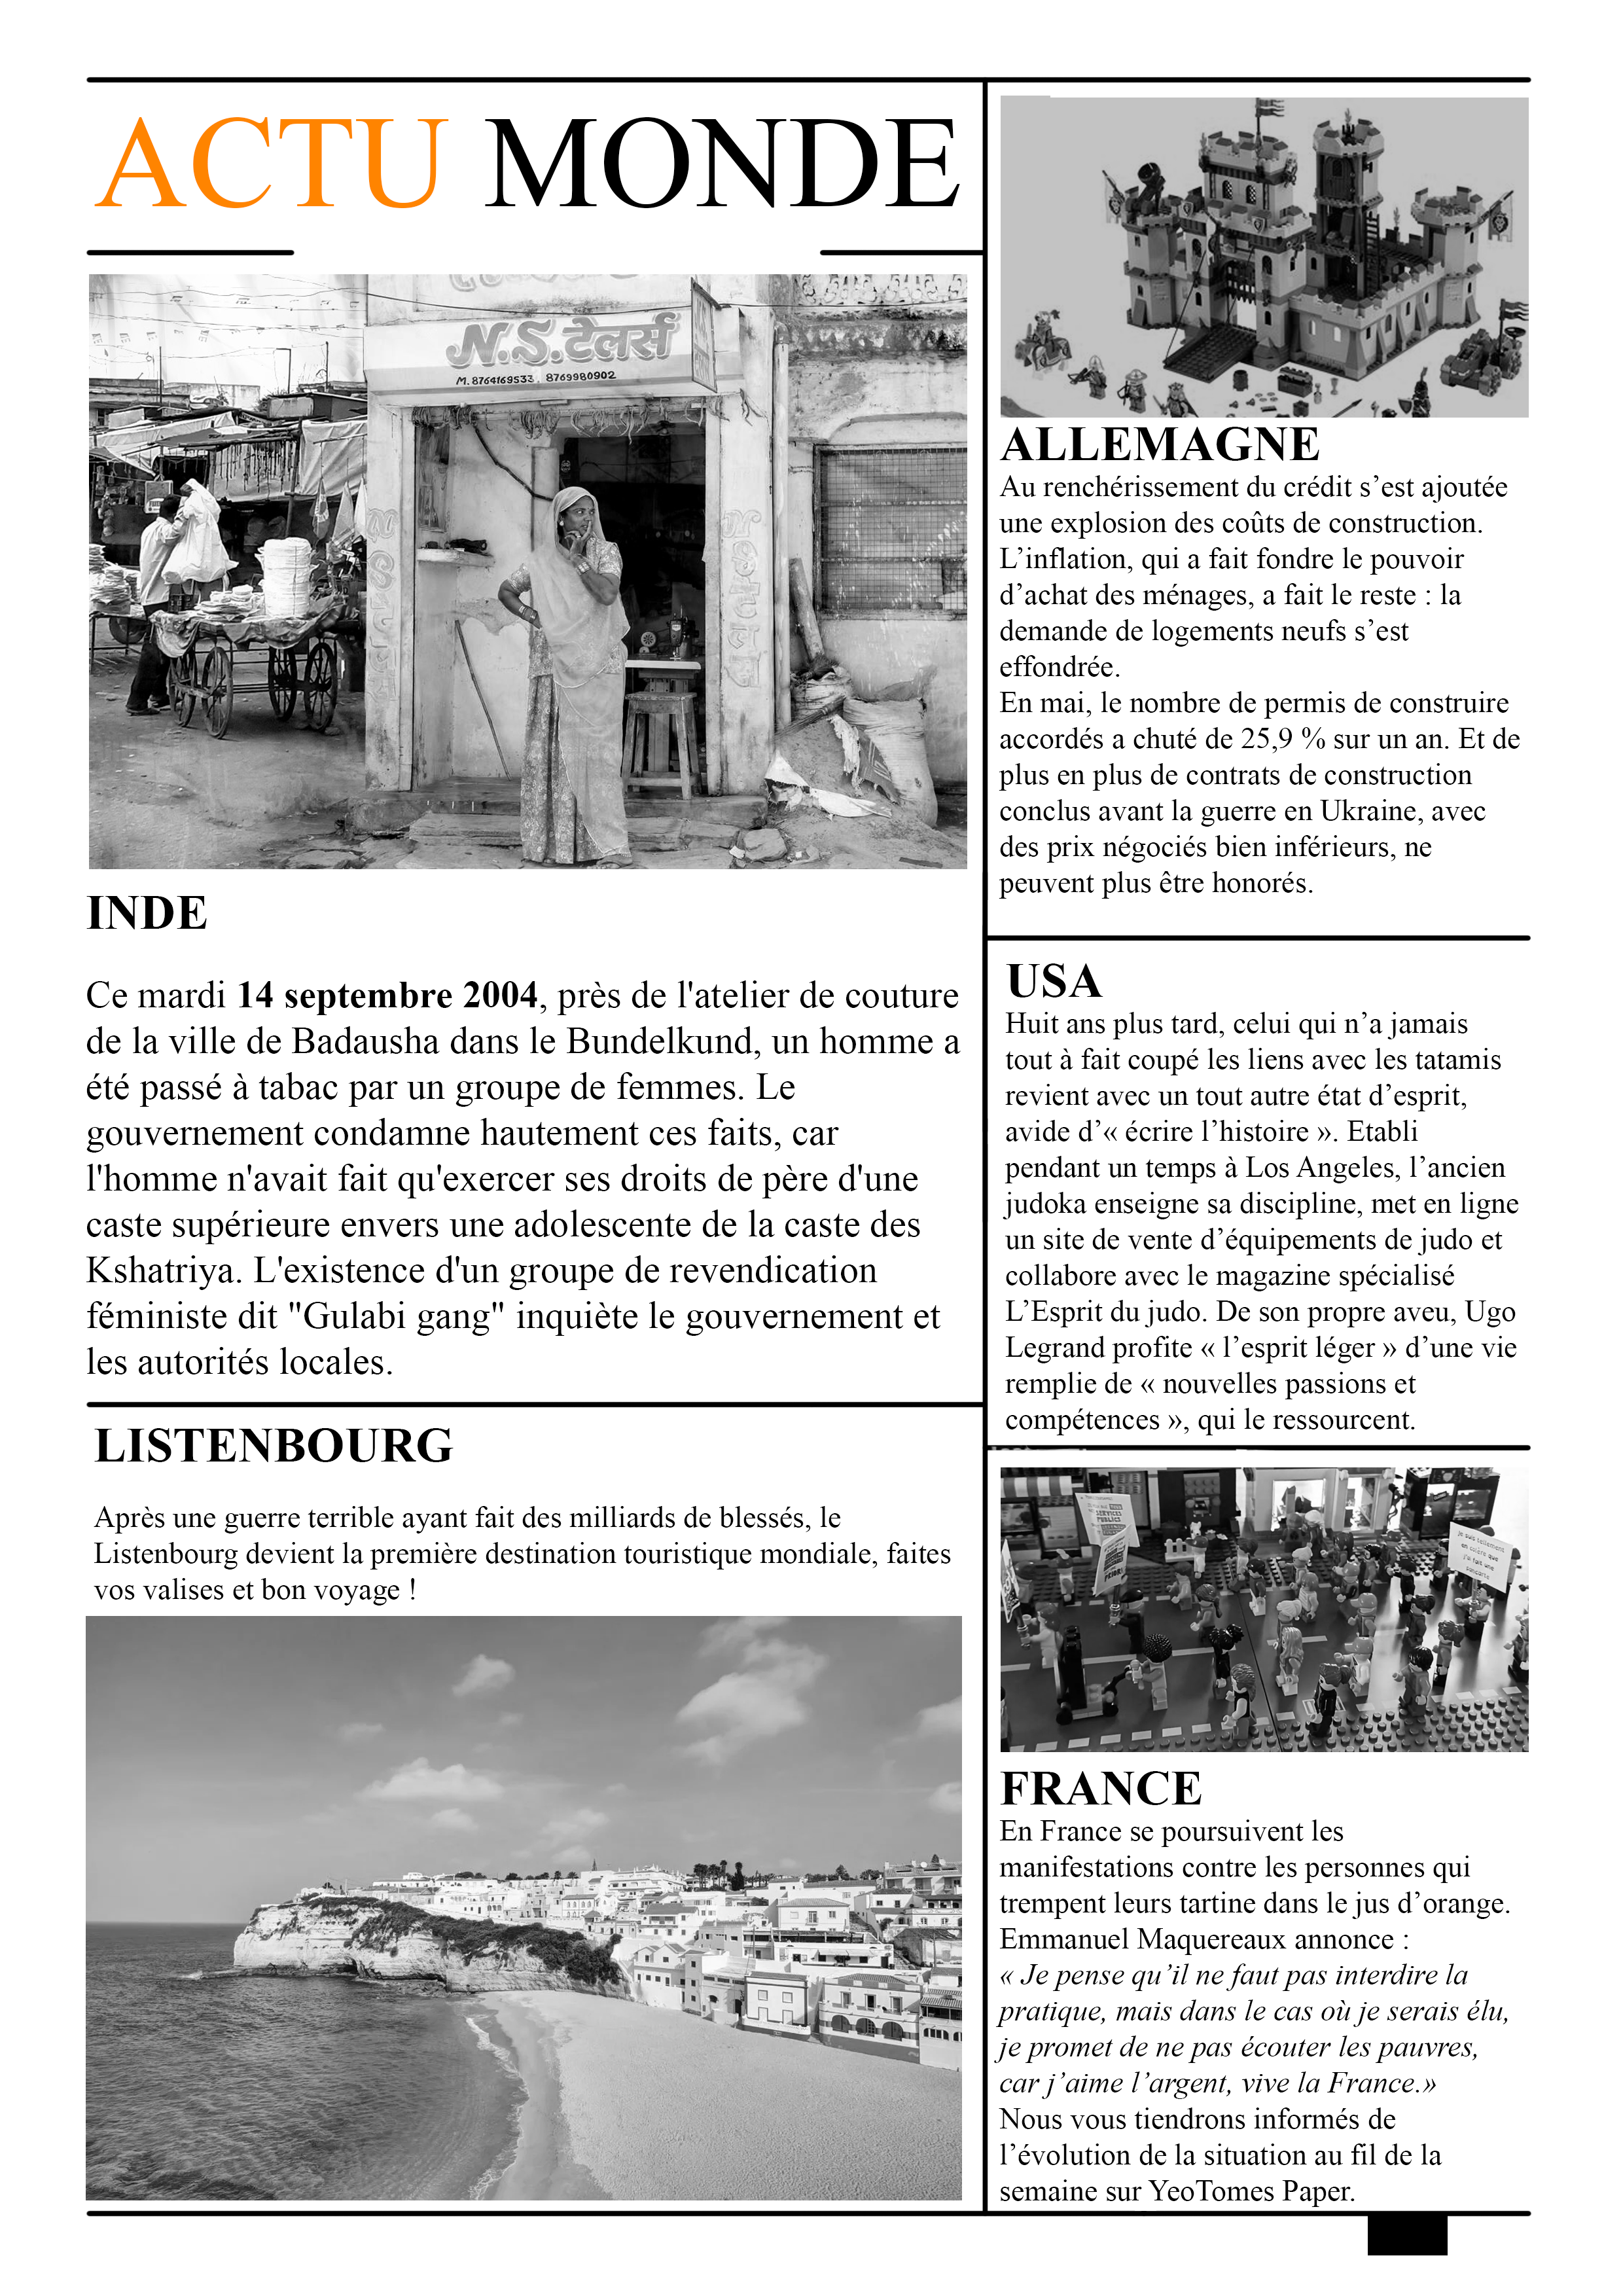 ACTU MONDE
N.S. टेलर्स
M. 8764169533, 8769980902
INDE
Ce mardi 14 septembre 2004, près de l'atelier de couture
de la ville de Badausha dans le Bundelkund, un homme a
été passé à tabac par un groupe de femmes. Le
gouvernement condamne hautement ces faits, car
l'homme n'avait fait qu'exercer ses droits de père d'une
caste supérieure envers une adolescente de la caste des
Kshatriya. L'existence d'un groupe de revendication
féministe dit "Gulabi gang" inquiète le gouvernement et
les autorités locales.
LISTENBOURG
Après une guerre terrible ayant fait des milliards de blessés, le
Listenbourg devient la première destination touristique mondiale, faites
vos valises et bon voyage !
ALLEMAGNE
Au renchérissement du crédit s’est ajoutée
une explosion des coûts de construction.
L’inflation, qui a fait fondre le pouvoir
d’achat des ménages, a fait le reste : la
demande de logements neufs s’est
effondrée.
En mai, le nombre de permis de construire
accordés a chuté de 25,9 % sur un an. Et de
plus en plus de contrats de construction
conclus avant la guerre en Ukraine, avec
des prix négociés bien inférieurs, ne
peuvent plus être honorés.
USA
Huit ans plus tard, celui qui n’a jamais
tout à fait coupé les liens avec les tatamis
revient avec un tout autre état d’esprit,
avide d’« écrire l’histoire ». Etabli
pendant un temps à Los Angeles, l’ancien
judoka enseigne sa discipline, met en ligne
un site de vente d’équipements de judo et
collabore avec le magazine spécialisé
L’Esprit du judo. De son propre aveu, Ugo
Legrand profite « l’esprit léger » d’une vie
remplie de « nouvelles passions et
compétences », qui le ressourcent.
SERVICES
PUBLICS
je suis tellement
en colère que
j'ai fait une
pancarte
FRANCE
En France se poursuivent les
manifestations contre les personnes qui
trempent leurs tartine dans le jus d’orange.
Emmanuel Maquereaux annonce :
« Je pense qu’il ne faut pas interdire la
pratique, mais dans le cas où je serais élu,
je promet de ne pas écouter les pauvres,
car j’aime l’argent, vive la France.»
Nous vous tiendrons informés de
l’évolution de la situation au fil de la
semaine sur YeoTomes Paper.